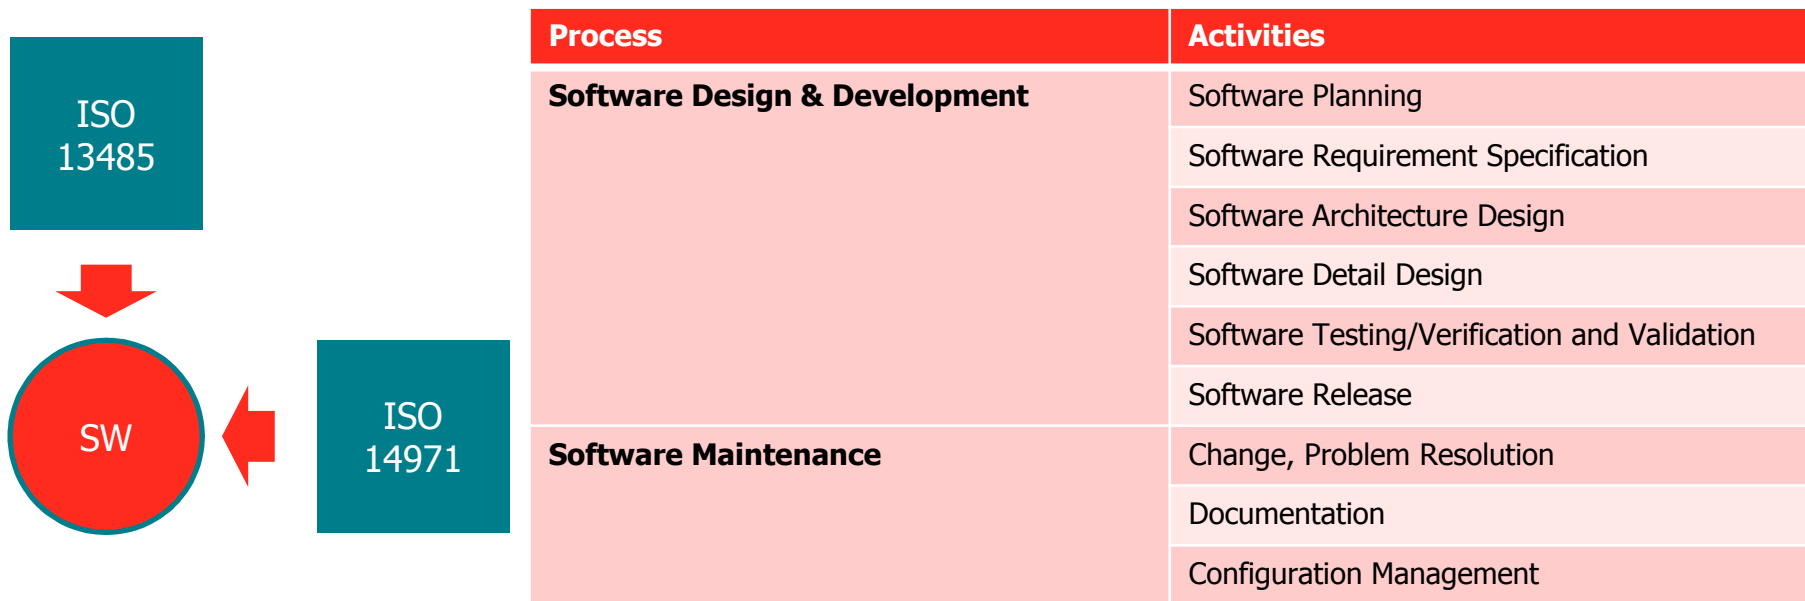 ISO
13485
SW
ISO
14971
Process
Activities
Software Design & Development
Software Planning
Software Requirement Specification
Software Architecture Design
Software Detail Design
Software Testing/Verification and Validation
Software Release
Software Maintenance
Change, Problem Resolution
Documentation
Configuration Management